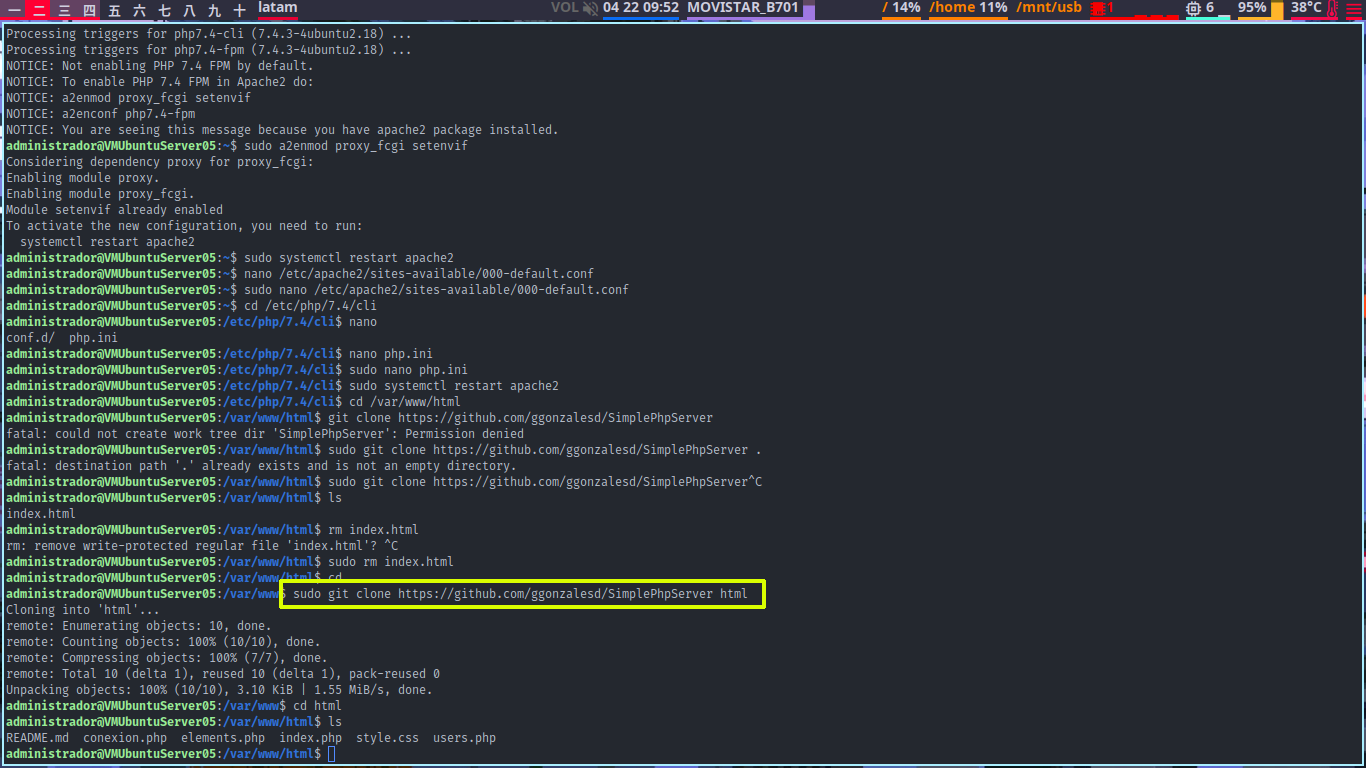 一 二 三 四 五 六 七 八 九 十 latam VOL 04 22 09:52 MOVISTAR_B701 / 14% /home 11% /mnt/usb 1 6 95% 38°C
Processing triggers for php7.4-cli (7.4.3-4ubuntu2.18) ...
Processing triggers for php7.4-fpm (7.4.3-4ubuntu2.18) ...
NOTICE: Not enabling PHP 7.4 FPM by default.
NOTICE: To enable PHP 7.4 FPM in Apache2 do:
NOTICE: a2enmod proxy_fcgi setenvif
NOTICE: a2enconf php7.4-fpm
NOTICE: You are seeing this message because you have apache2 package installed.
administrador@VMUbuntuServer05:~$ sudo a2enmod proxy_fcgi setenvif
Considering dependency proxy for proxy_fcgi:
Enabling module proxy.
Enabling module proxy_fcgi.
Module setenvif already enabled
To activate the new configuration, you need to run:
  systemctl restart apache2
administrador@VMUbuntuServer05:~$ sudo systemctl restart apache2
administrador@VMUbuntuServer05:~$ nano /etc/apache2/sites-available/000-default.conf
administrador@VMUbuntuServer05:~$ sudo nano /etc/apache2/sites-available/000-default.conf
administrador@VMUbuntuServer05:~$ cd /etc/php/7.4/cli
administrador@VMUbuntuServer05:/etc/php/7.4/cli$ nano
conf.d/  php.ini
administrador@VMUbuntuServer05:/etc/php/7.4/cli$ nano php.ini
administrador@VMUbuntuServer05:/etc/php/7.4/cli$ sudo nano php.ini
administrador@VMUbuntuServer05:/etc/php/7.4/cli$ sudo systemctl restart apache2
administrador@VMUbuntuServer05:/etc/php/7.4/cli$ cd /var/www/html
administrador@VMUbuntuServer05:/var/www/html$ git clone https://github.com/ggonzalesd/SimplePhpServer
fatal: could not create work tree dir 'SimplePhpServer': Permission denied
administrador@VMUbuntuServer05:/var/www/html$ sudo git clone https://github.com/ggonzalesd/SimplePhpServer .
fatal: destination path '.' already exists and is not an empty directory.
administrador@VMUbuntuServer05:/var/www/html$ sudo git clone https://github.com/ggonzalesd/SimplePhpServer^C
administrador@VMUbuntuServer05:/var/www/html$ ls
index.html
administrador@VMUbuntuServer05:/var/www/html$ rm index.html
rm: remove write-protected regular file 'index.html'? ^C
administrador@VMUbuntuServer05:/var/www/html$ sudo rm index.html
administrador@VMUbuntuServer05:/var/www/html$ cd
administrador@VMUbuntuServer05:/var/www$ sudo git clone https://github.com/ggonzalesd/SimplePhpServer html
Cloning into 'html'...
remote: Enumerating objects: 10, done.
remote: Counting objects: 100% (10/10), done.
remote: Compressing objects: 100% (7/7), done.
remote: Total 10 (delta 1), reused 10 (delta 1), pack-reused 0
Unpacking objects: 100% (10/10), 3.10 KiB | 1.55 MiB/s, done.
administrador@VMUbuntuServer05:/var/www$ cd html
administrador@VMUbuntuServer05:/var/www/html$ ls
README.md  conexion.php  elements.php  index.php  style.css  users.php
administrador@VMUbuntuServer05:/var/www/html$